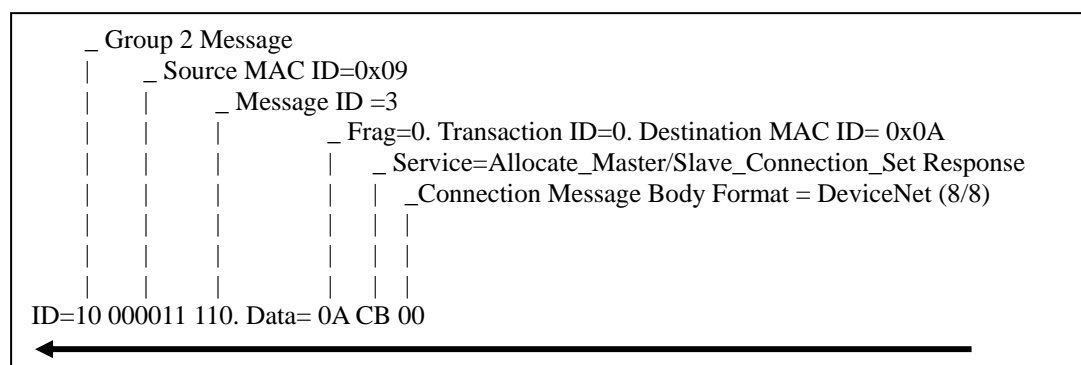 _ Group 2 Message
| _ Source MAC ID=0x09
| | _ Message ID =3
| | | _ Frag=0. Transaction ID=0. Destination MAC ID= 0x0A
| | | | _ Service=Allocate_Master/Slave_Connection_Set Response
| | | | | _Connection Message Body Format = DeviceNet (8/8)
| | | | | |
| | | | | |
| | | | | |
ID=10 000011 110. Data= 0A CB 00